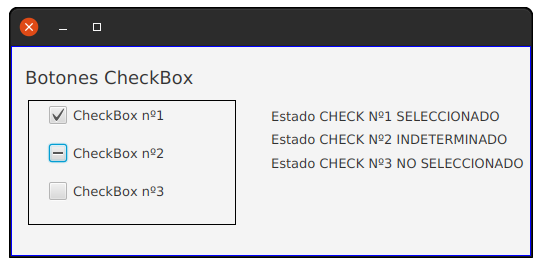 Botones CheckBox
CheckBox nº1
CheckBox nº2
CheckBox nº3
Estado CHECK Nº1 SELECCIONADO
Estado CHECK Nº2 INDETERMINADO
Estado CHECK Nº3 NO SELECCIONADO